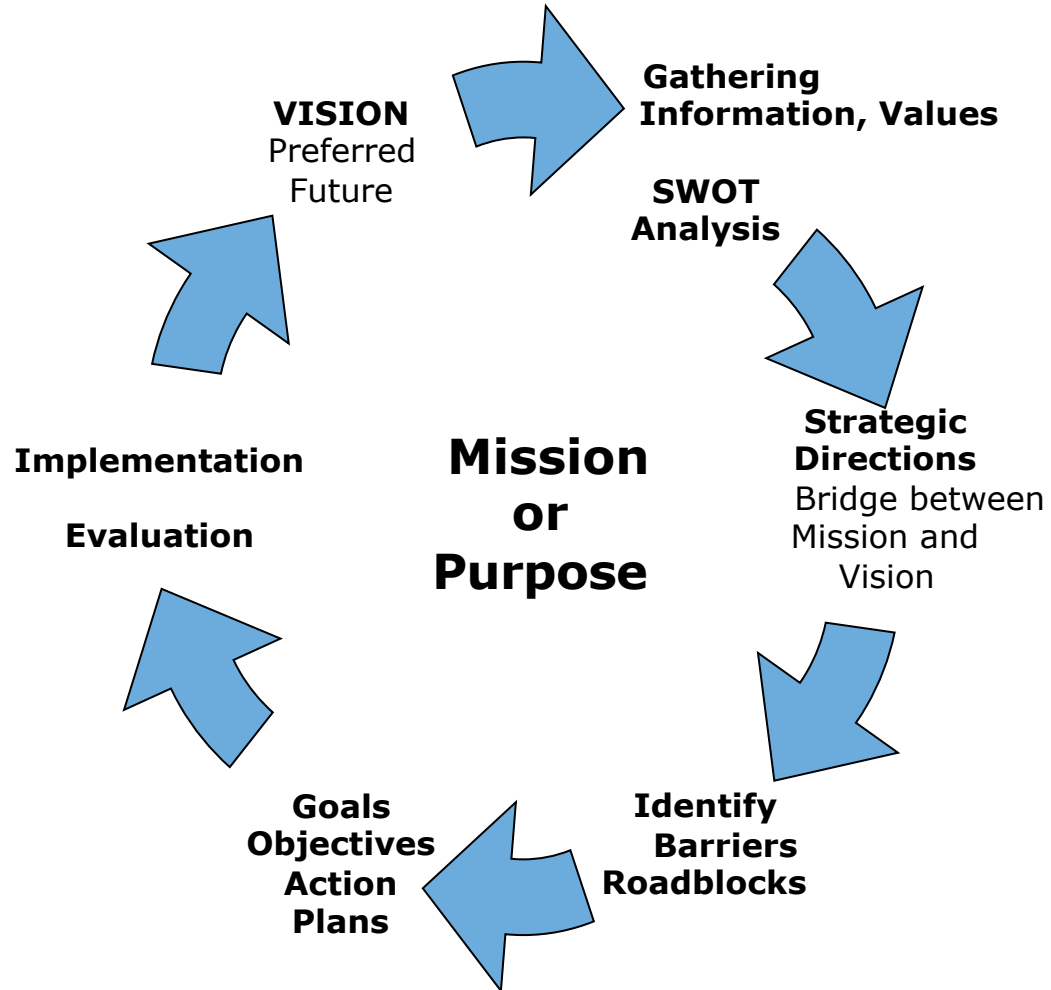 VISION
Preferred
Future
Gathering
Information, Values
SWOT
Analysis
Strategic
Directions
Bridge between
Mission and
Vision
Identify
Barriers
Roadblocks
Goals
Objectives
Action
Plans
Implementation
Evaluation
Mission
or
Purpose